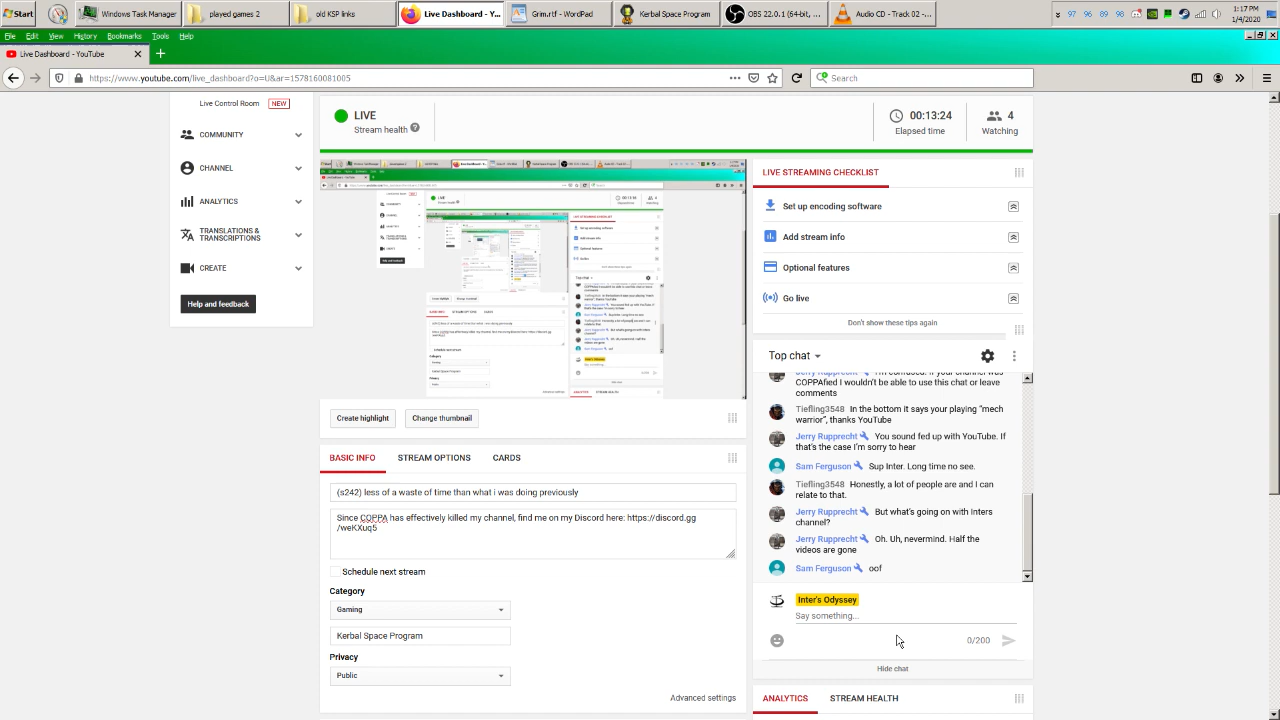 Start
Windows Task Manager
played games 2
old KSP links
Live Dashboard - Y...
Grim.rtf - WordPad
Kerbal Space Program
OBS 22.0.1 (64-bit, ...
Audio CD - Track 02 - ...
97 96 89 98
1:17 PM
1/4/2020
File Edit View History Bookmarks Tools Help
Live Dashboard - YouTube
https://www.youtube.com/live_dashboard?o=U&ar=1578160081005
Search
Live Control Room NEW
COMMUNITY
CHANNEL
ANALYTICS
TRANSLATIONS &
TRANSCRIPTIONS
CREATE
Help and feedback
LIVE
Stream health ?
00:13:24
Elapsed time
4
Watching
Create highlight
Change thumbnail
BASIC INFO STREAM OPTIONS CARDS
(s242) less of a waste of time than what i was doing previously
Since COPPA has effectively killed my channel, find me on my Discord here: https://discord.gg
/weKXuq5
Schedule next stream
Category
Gaming
Kerbal Space Program
Privacy
Public
Advanced settings
LIVE STREAMING CHECKLIST
Set up encoding software
Add stream info
Optional features
Go live
Don't show these tips again
Top chat
Jerry Rupprecht I'm confused. If your channel was
COPPAfied I wouldn't be able to use this chat or leave
comments
Tiefling3548 In the bottom it says your playing "mech
warrior", thanks YouTube
Jerry Rupprecht You sound fed up with YouTube. If
that's the case I'm sorry to hear
Sam Ferguson Sup Inter. Long time no see.
Tiefling3548 Honestly, a lot of people are and I can
relate to that.
Jerry Rupprecht But what's going on with Inters
channel?
Jerry Rupprecht Oh. Uh, nevermind. Half the
videos are gone
Sam Ferguson oof
Inter's Odyssey
Say something...
0/200
Hide chat
ANALYTICS STREAM HEALTH